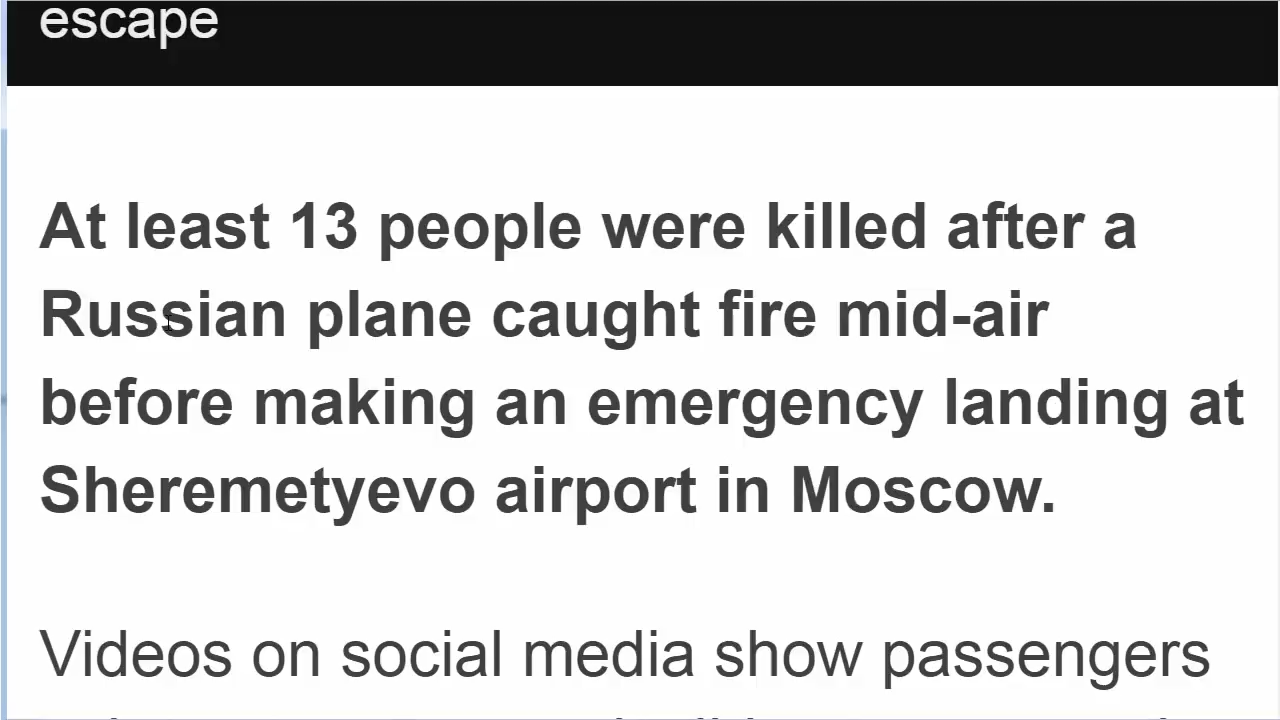 escape
At least 13 people were killed after a
Russian plane caught fire mid-air
before making an emergency landing at
Sheremetyevo airport in Moscow.
Videos on social media show passengers